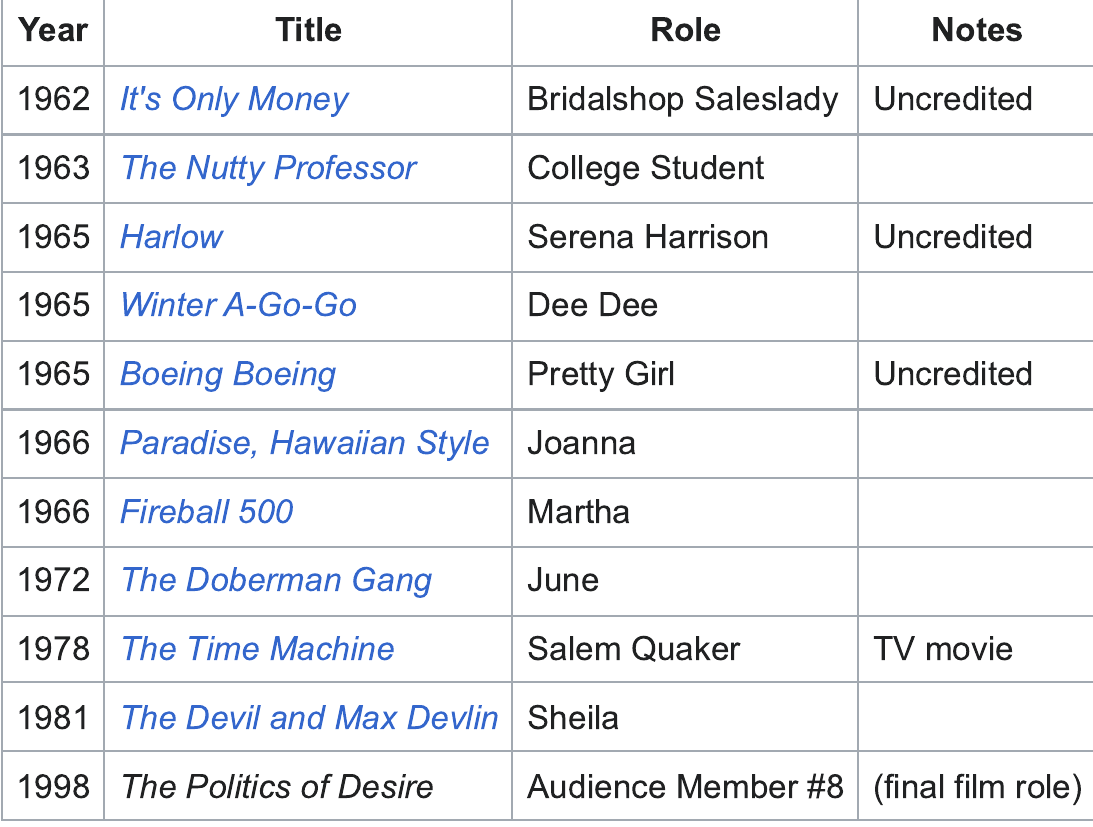 Year Title Role Notes
1962 It's Only Money Bridalshop Saleslady Uncredited
1963 The Nutty Professor College Student
1965 Harlow Serena Harrison Uncredited
1965 Winter A-Go-Go Dee Dee
1965 Boeing Boeing Pretty Girl Uncredited
1966 Paradise, Hawaiian Style Joanna
1966 Fireball 500 Martha
1972 The Doberman Gang June
1978 The Time Machine Salem Quaker TV movie
1981 The Devil and Max Devlin Sheila
1998 The Politics of Desire Audience Member #8 (final film role)